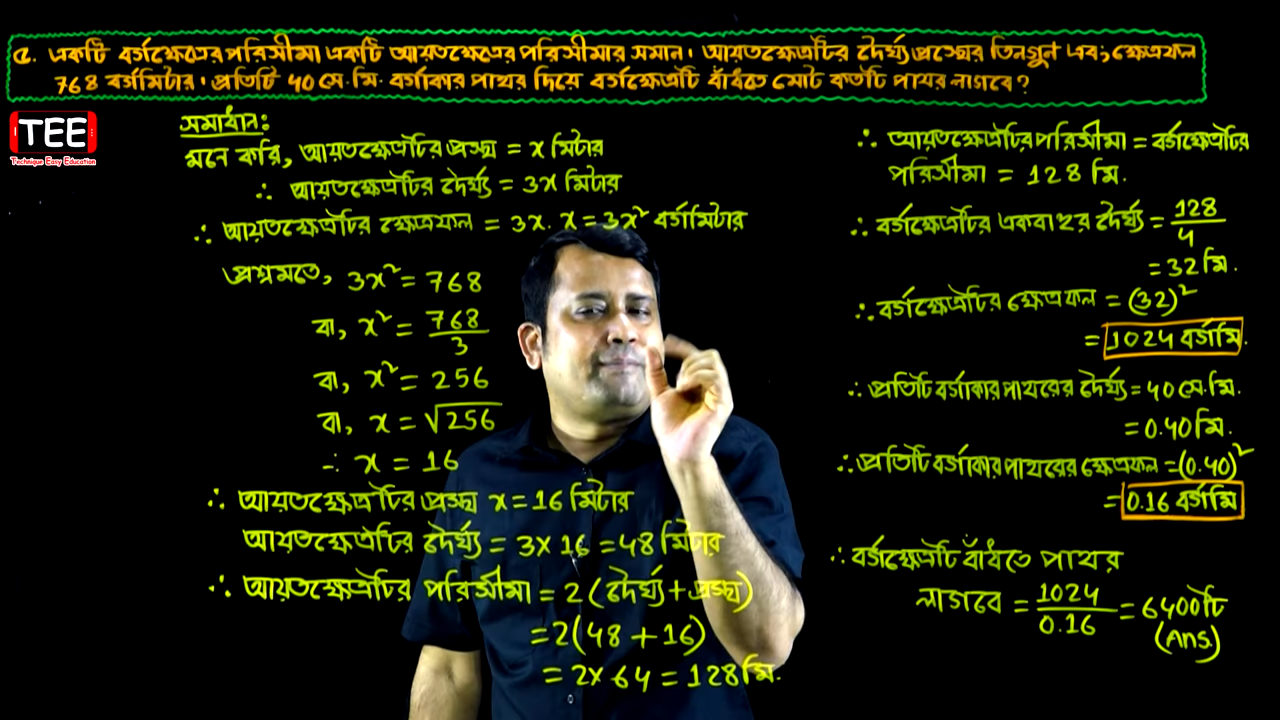 ৫. একটি বর্গক্ষেত্রের পরিসীমা একটি আয়তক্ষেত্রের পরিসীমার সমান। আয়তক্ষেত্রটির দৈর্ঘ্য প্রস্থের তিনগুন এবং ক্ষেত্রফল
768 বর্গমিটার। প্রতিটি 40 সে.মি. বর্গাকার পাথর দিয়ে বর্গক্ষেত্রটি বাঁধতে মোট কতটি পাথর লাগবে?
TEE
Technique Easy Education
সমাধান:
মনে করি, আয়তক্ষেত্রটির প্রস্থ = x মিটার
∴ আয়তক্ষেত্রটির দৈর্ঘ্য = 3x মিটার
∴ আয়তক্ষেত্রটির ক্ষেত্রফল = 3x. x = 3x² বর্গমিটার
প্রশ্নমতে, 3x² = 768
বা, x² = 768/3
বা, x² = 256
বা, x = √256
∴ x = 16
∴ আয়তক্ষেত্রটির প্রস্থ x = 16 মিটার
আয়তক্ষেত্রটির দৈর্ঘ্য = 3 x 16 = 48 মিটার
∴ আয়তক্ষেত্রটির পরিসীমা = 2 (দৈর্ঘ্য + প্রস্থ)
= 2(48 + 16)
= 2 x 64 = 128 মি.
∴ আয়তক্ষেত্রটির পরিসীমা = বর্গক্ষেত্রটির
পরিসীমা = 128 মি.
∴ বর্গক্ষেত্রটির একবাহুর দৈর্ঘ্য = 128/4
= 32 মি.
∴ বর্গক্ষেত্রটির ক্ষেত্রফল = (32)²
= 1024 বর্গমি.
∴ প্রতিটি বর্গাকার পাথরের দৈর্ঘ্য = 40 সে.মি.
= 0.40 মি.
∴ প্রতিটি বর্গাকার পাথরের ক্ষেত্রফল = (0.40)²
= 0.16 বর্গমি
∴ বর্গক্ষেত্রটি বাঁধতে পাথর
লাগবে = 1024/0.16 = 6400টি
(Ans.)